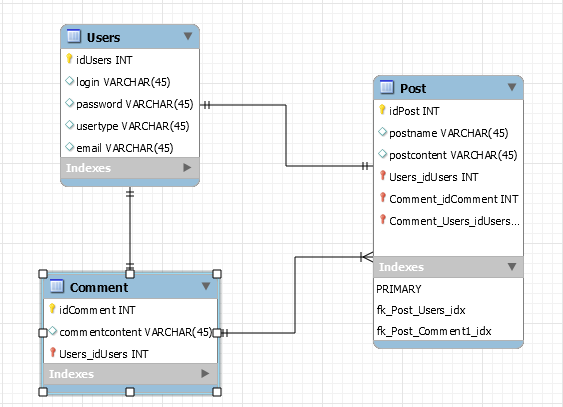 Users
idUsers INT
login VARCHAR(45)
password VARCHAR(45)
usertype VARCHAR(45)
email VARCHAR(45)
Indexes
Post
idPost INT
postname VARCHAR(45)
postcontent VARCHAR(45)
Users_idUsers INT
Comment_idComment INT
Comment_Users_idUsers...
Indexes
PRIMARY
fk_Post_Users_idx
fk_Post_Comment1_idx
Comment
idComment INT
commentcontent VARCHAR(45)
Users_idUsers INT
Indexes